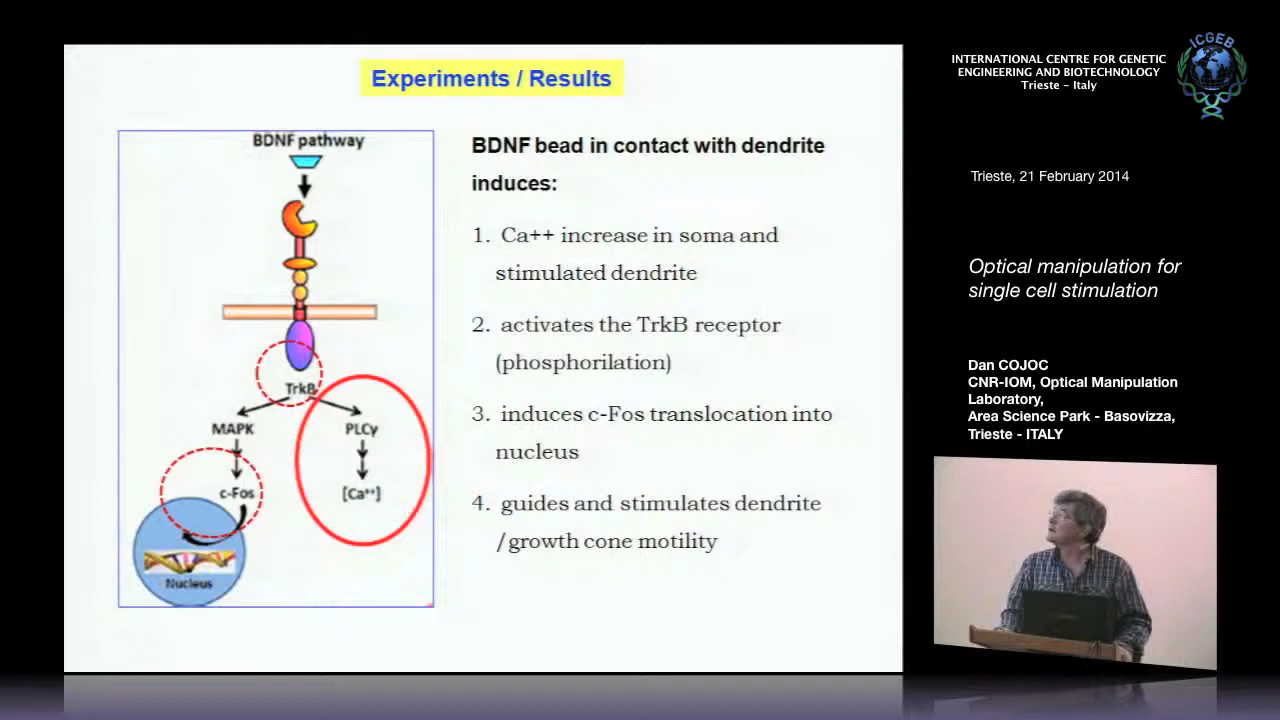 Experiments / Results
BDNF pathway
TrkB
MAPK
PLCγ
c-Fos
[Ca⁺⁺]
Nucleus
BDNF bead in contact with dendrite
induces:
1. Ca++ increase in soma and
stimulated dendrite
2. activates the TrkB receptor
(phosphorilation)
3. induces c-Fos translocation into
nucleus
4. guides and stimulates dendrite
/growth cone motility
INTERNATIONAL CENTRE FOR GENETIC
ENGINEERING AND BIOTECHNOLOGY
Trieste - Italy
ICGEB
Trieste, 21 February 2014
Optical manipulation for
single cell stimulation
Dan COJOC
CNR-IOM, Optical Manipulation
Laboratory,
Area Science Park - Basovizza,
Trieste - ITALY